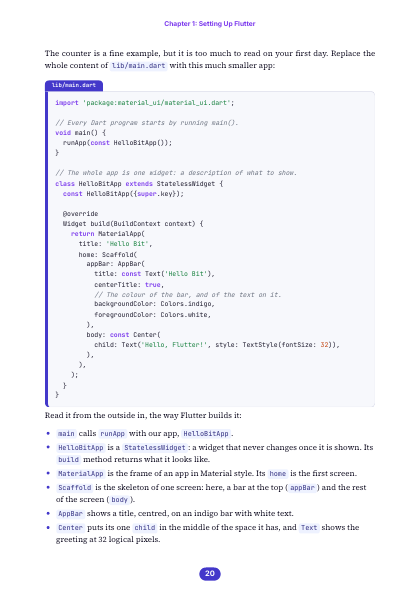 Chapter 1: Setting Up Flutter
The counter is a fine example, but it is too much to read on your first day. Replace the
whole content of lib/main.dart with this much smaller app:
lib/main.dart
import 'package:material_ui/material_ui.dart';
// Every Dart program starts by running main().
void main() {
  runApp(const HelloBitApp());
}
// The whole app is one widget: a description of what to show.
class HelloBitApp extends StatelessWidget {
  const HelloBitApp({super.key});
  @override
  Widget build(BuildContext context) {
    return MaterialApp(
      title: 'Hello Bit',
      home: Scaffold(
        appBar: AppBar(
          title: const Text('Hello Bit'),
          centerTitle: true,
          // The colour of the bar, and of the text on it.
          backgroundColor: Colors.indigo,
          foregroundColor: Colors.white,
        ),
        body: const Center(
          child: Text('Hello, Flutter!', style: TextStyle(fontSize: 32)),
        ),
      ),
    );
  }
}
Read it from the outside in, the way Flutter builds it:
• main calls runApp with our app, HelloBitApp.
• HelloBitApp is a StatelessWidget: a widget that never changes once it is shown. Its
build method returns what it looks like.
• MaterialApp is the frame of an app in Material style. Its home is the first screen.
• Scaffold is the skeleton of one screen: here, a bar at the top (appBar) and the rest
of the screen (body).
• AppBar shows a title, centred, on an indigo bar with white text.
• Center puts its one child in the middle of the space it has, and Text shows the
greeting at 32 logical pixels.
20